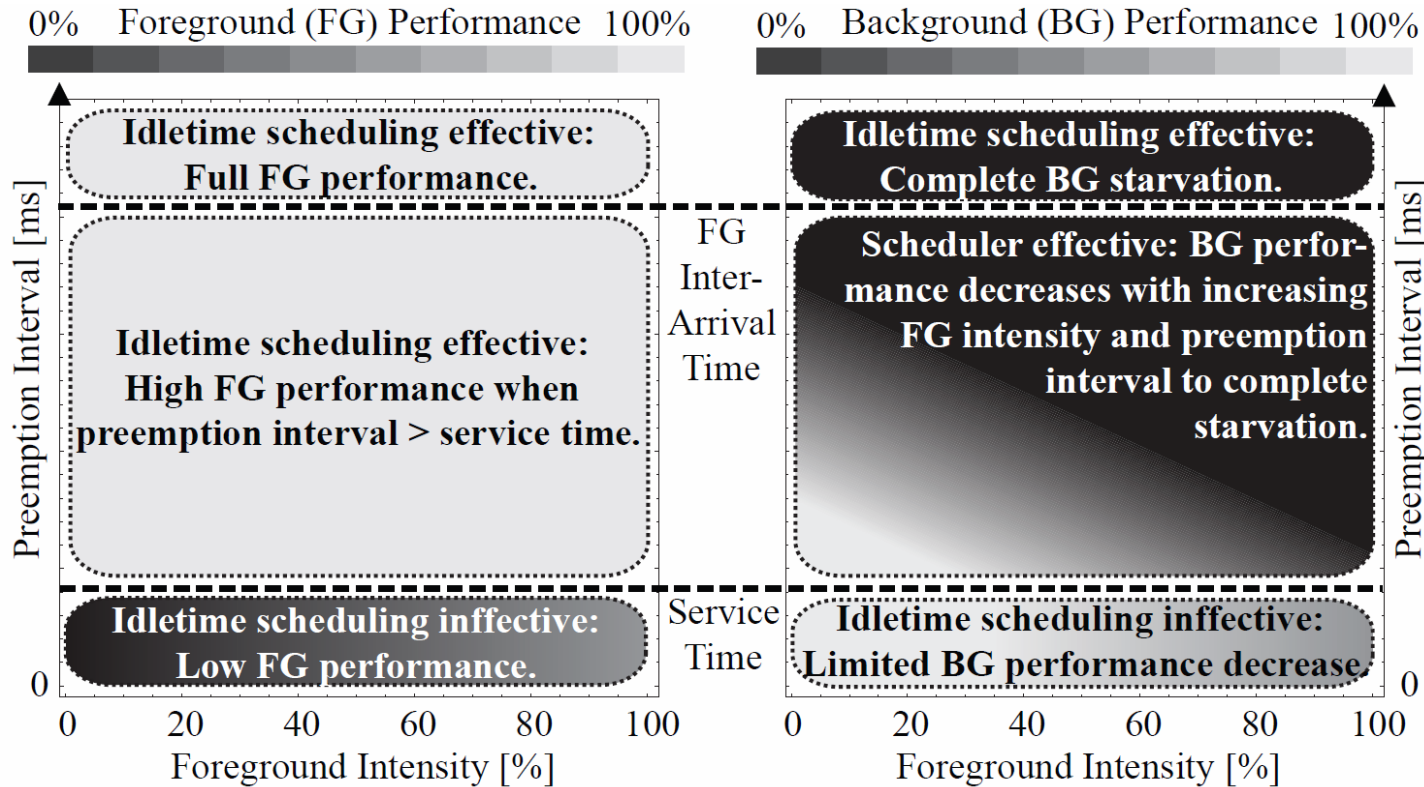 0% Foreground (FG) Performance 100%
Idletime scheduling effective:
Full FG performance.
Idletime scheduling effective:
High FG performance when
preemption interval > service time.
Idletime scheduling inffective:
Low FG performance.
Preemption Interval [ms]
0
0 20 40 60 80 100
Foreground Intensity [%]
FG
Inter-
Arrival
Time
Service
Time
0% Background (BG) Performance 100%
Idletime scheduling effective:
Complete BG starvation.
Scheduler effective: BG perfor-
mance decreases with increasing
FG intensity and preemption
interval to complete
starvation.
Idletime scheduling inffective:
Limited BG performance decrease.
Preemption Interval [ms]
0
0 20 40 60 80 100
Foreground Intensity [%]